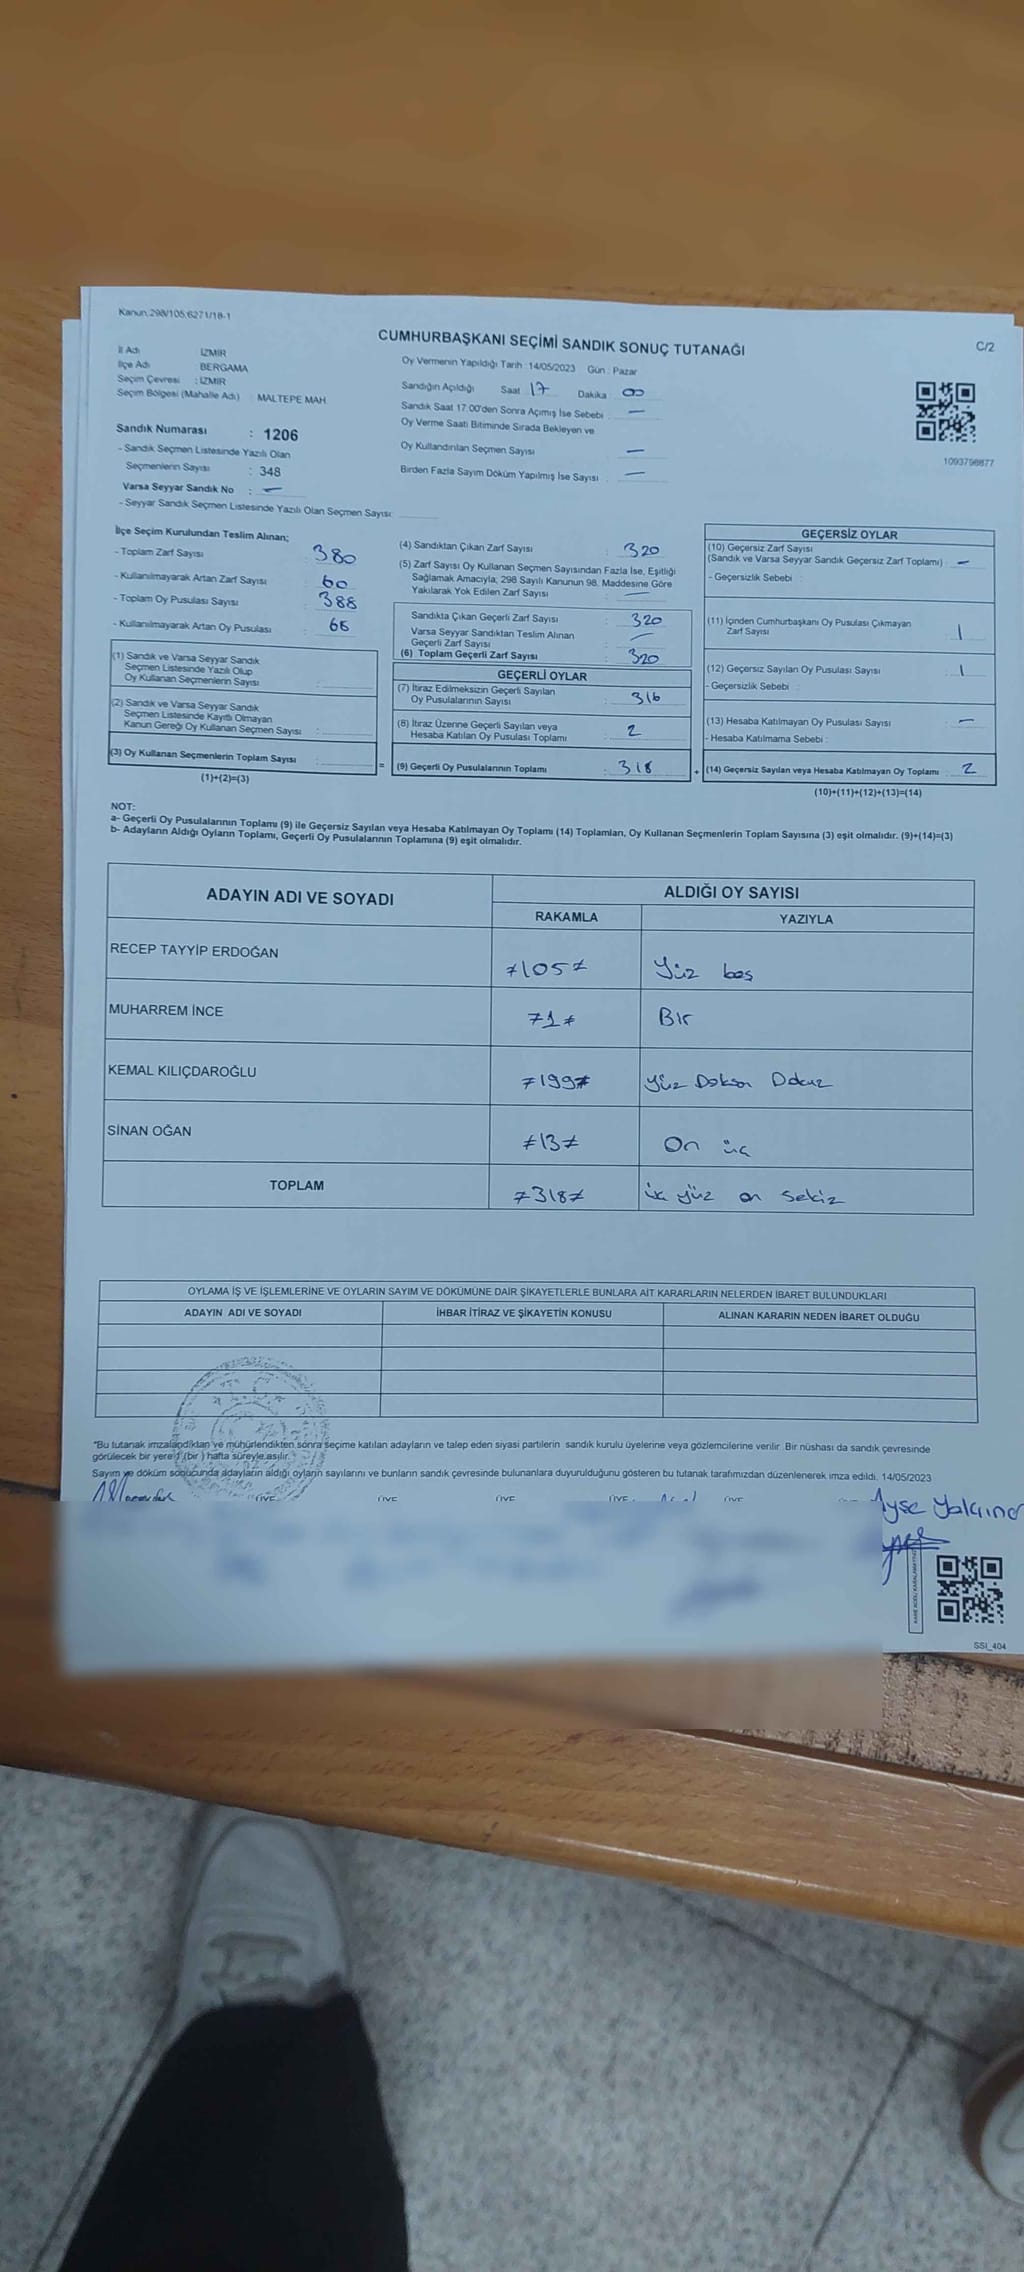 Kanun:298/105;6271/18-1
CUMHURBAŞKANI SEÇİMİ SANDIK SONUÇ TUTANAĞI
C/2
İl Adı : İZMİR
İlçe Adı : BERGAMA
Seçim Çevresi : İZMİR
Seçim Bölgesi (Mahalle Adı) : MALTEPE MAH
Sandık Numarası : 1206
- Sandık Seçmen Listesinde Yazılı Olan
Seçmenlerin Sayısı : 348
Varsa Seyyar Sandık No : -
- Seyyar Sandık Seçmen Listesinde Yazılı Olan Seçmen Sayısı:
Oy Vermenin Yapıldığı Tarih : 14/05/2023 Gün : Pazar
Sandığın Açıldığı Saat 17 Dakika 00
Sandık Saat 17:00'den Sonra Açımış İse Sebebi : -
Oy Verme Saati Bitiminde Sırada Bekleyen ve
Oy Kullandırılan Seçmen Sayısı : -
Birden Fazla Sayım Döküm Yapılmış İse Sayısı : -
1093798877
İlçe Seçim Kurulundan Teslim Alınan;
- Toplam Zarf Sayısı : 380
- Kullanılmayarak Artan Zarf Sayısı : 60
- Toplam Oy Pusulası Sayısı : 388
- Kullanılmayarak Artan Oy Pusulası : 68
(1) Sandık ve Varsa Seyyar Sandık
Seçmen Listesinde Yazılı Olup
Oy Kullanan Seçmenlerin Sayısı :
(2) Sandık ve Varsa Seyyar Sandık
Seçmen Listesinde Kayıtlı Olmayan
Kanun Gereği Oy Kullanan Seçmen Sayısı :
(3) Oy Kullanan Seçmenlerin Toplam Sayısı :
(1)+(2)=(3)
(4) Sandıktan Çıkan Zarf Sayısı : 320
(5) Zarf Sayısı Oy Kullanan Seçmen Sayısından Fazla İse, Eşitliği
Sağlamak Amacıyla; 298 Sayılı Kanunun 98. Maddesine Göre
Yakılarak Yok Edilen Zarf Sayısı : -
Sandıkta Çıkan Geçerli Zarf Sayısı : 320
Varsa Seyyar Sandıktan Teslim Alınan
Geçerli Zarf Sayısı : -
(6) Toplam Geçerli Zarf Sayısı : 320
GEÇERLİ OYLAR
(7) İtiraz Edilmeksizin Geçerli Sayılan
Oy Pusulalarının Sayısı : 316
(8) İtiraz Üzerine Geçerli Sayılan veya
Hesaba Katılan Oy Pusulası Toplamı : 2
= (9) Geçerli Oy Pusulalarının Toplamı : 318
GEÇERSİZ OYLAR
(10) Geçersiz Zarf Sayısı
(Sandık ve Varsa Seyyar Sandık Geçersiz Zarf Toplamı) : -
- Geçersizlik Sebebi :
(11) İçinden Cumhurbaşkanı Oy Pusulası Çıkmayan
Zarf Sayısı : 1
(12) Geçersiz Sayılan Oy Pusulası Sayısı : 1
- Geçersizlik Sebebi :
(13) Hesaba Katılmayan Oy Pusulası Sayısı : -
- Hesaba Katılmama Sebebi :
+ (14) Geçersiz Sayılan veya Hesaba Katılmayan Oy Toplamı : 2
(10)+(11)+(12)+(13)=(14)
NOT:
a- Geçerli Oy Pusulalarının Toplamı (9) ile Geçersiz Sayılan veya Hesaba Katılmayan Oy Toplamı (14) Toplamları, Oy Kullanan Seçmenlerin Toplam Sayısına (3) eşit olmalıdır. (9)+(14)=(3)
b- Adayların Aldığı Oyların Toplamı, Geçerli Oy Pusulalarının Toplamına (9) eşit olmalıdır.
ADAYIN ADI VE SOYADI ALDIĞI OY SAYISI
RAKAMLA YAZIYLA
RECEP TAYYİP ERDOĞAN ≠105≠ Yüz beş
MUHARREM İNCE ≠1≠ Bir
KEMAL KILIÇDAROĞLU ≠199≠ Yüz Doksan Dokuz
SİNAN OĞAN ≠13≠ On üç
TOPLAM ≠318≠ yüz on sekiz
OYLAMA İŞ VE İŞLEMLERİNE VE OYLARIN SAYIM VE DÖKÜMÜNE DAİR ŞİKAYETLERLE BUNLARA AİT KARARLARIN NELERDEN İBARET BULUNDUKLARI
ADAYIN ADI VE SOYADI İHBAR İTİRAZ VE ŞİKAYETİN KONUSU ALINAN KARARIN NEDEN İBARET OLDUĞU
*Bu tutanak imzalandıktan ve mühürlendikten sonra seçime katılan adayların ve talep eden siyasi partilerin sandık kurulu üyelerine veya gözlemcilerine verilir. Bir nüshası da sandık çevresinde
görülecek bir yere 1 (bir) hafta süreyle asılır.
Sayım ve döküm sonucunda adayların aldığı oyların sayılarını ve bunların sandık çevresinde bulunanlara duyurulduğunu gösteren bu tutanak tarafımızdan düzenlenerek imza edildi. 14/05/2023
ÜYE ÜYE ÜYE ÜYE ÜYE
Ayşe Yalçıner
SSI_404